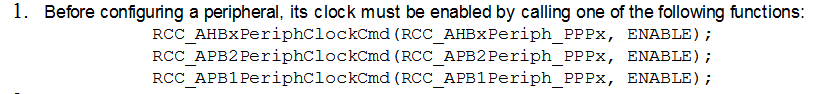 1. Before configuring a peripheral, its clock must be enabled by calling one of the following functions:
RCC_AHBxPeriphClockCmd(RCC_AHBxPeriph_PPPx, ENABLE);
RCC_APB2PeriphClockCmd(RCC_APB2Periph_PPPx, ENABLE);
RCC_APB1PeriphClockCmd(RCC_APB1Periph_PPPx, ENABLE);